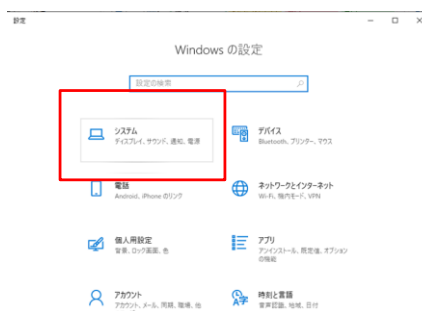 設定
Windows の設定
設定の検索
システム
ディスプレイ、サウンド、通知、電源
デバイス
Bluetooth、プリンター、マウス
電話
Android、iPhone のリンク
ネットワークとインターネット
Wi-Fi、機内モード、VPN
個人用設定
背景、ロック画面、色
アプリ
アンインストール、既定値、オプション
の機能
アカウント
アカウント、メール、同期、職場、他
時刻と言語
音声認識、地域、日付